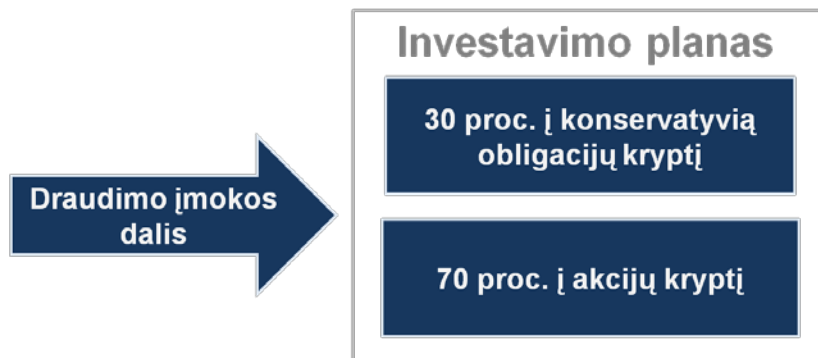 Investavimo planas
30 proc. į konservatyvią
obligacijų kryptį
Draudimo įmokos
dalis
70 proc. į akcijų kryptį